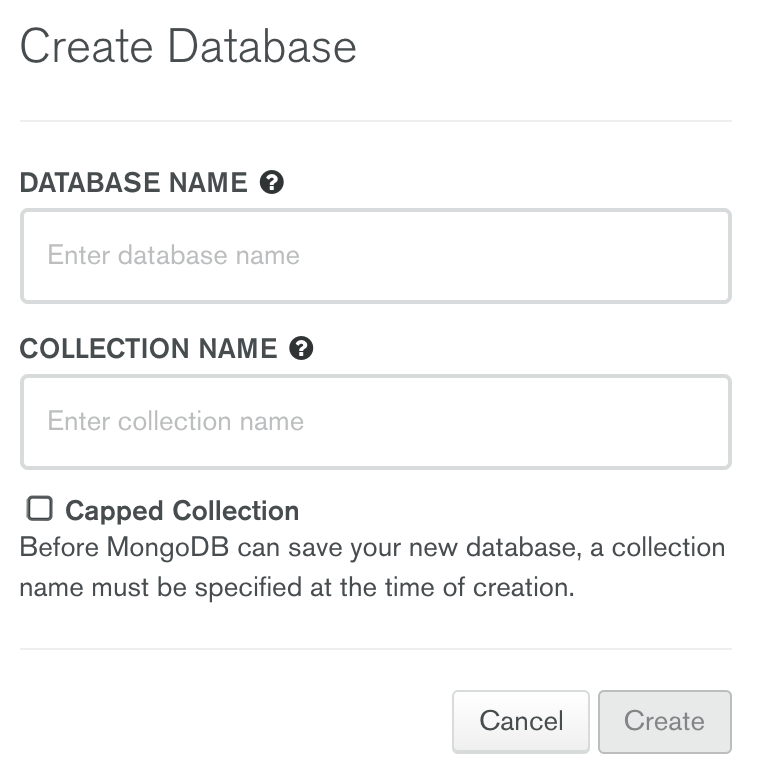 Create Database
DATABASE NAME ?
Enter database name
COLLECTION NAME ?
Enter collection name
Capped Collection
Before MongoDB can save your new database, a collection
name must be specified at the time of creation.
Cancel Create